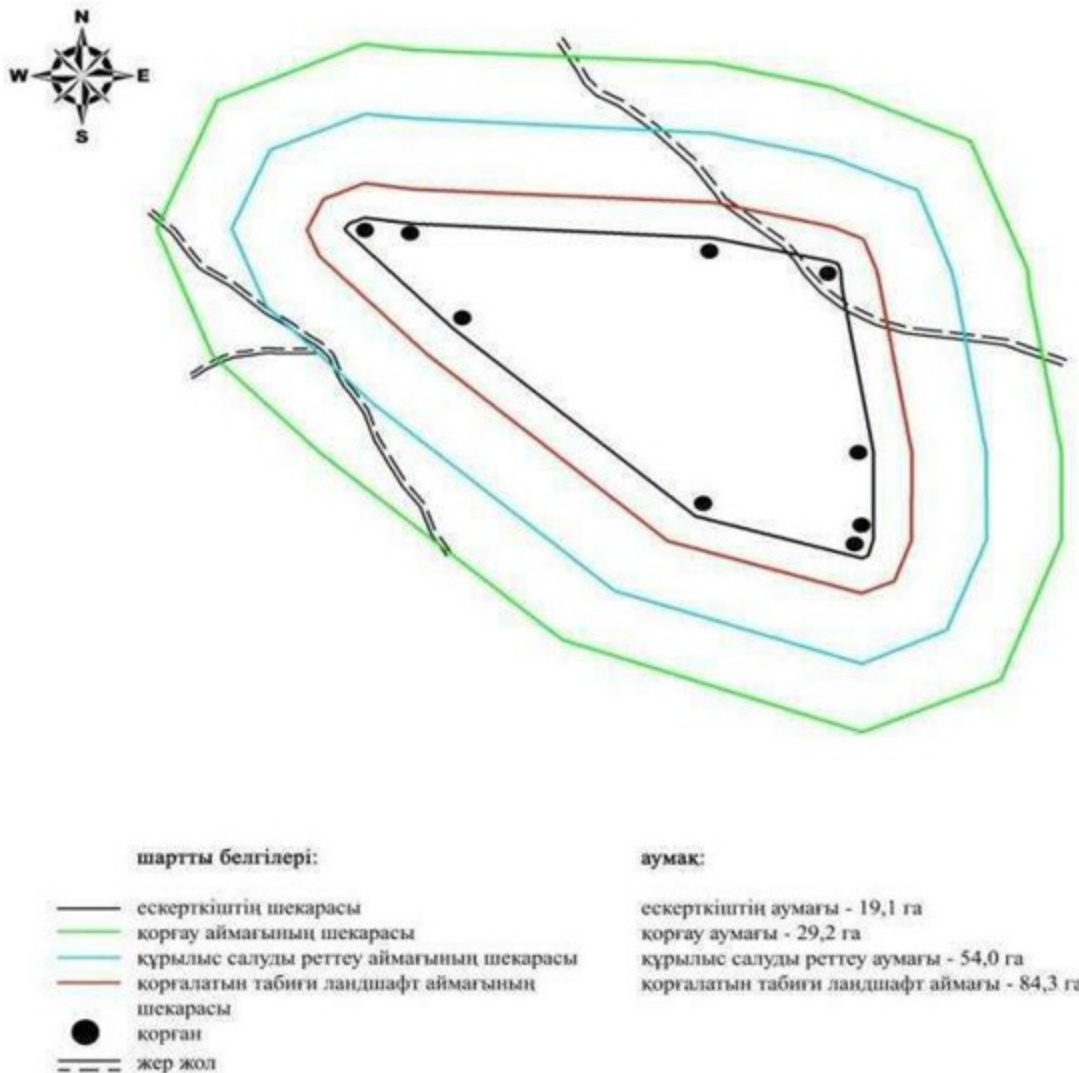 N
W E
S
шартты белгілері:
ескерткіштің шекарасы
қорғау аймағының шекарасы
құрылыс салуды реттеу аймағының шекарасы
қорғалатын табиғи ландшафт аймағының
шекарасы
қорған
жер жол
аумақ:
ескерткіштің аумағы - 19,1 га
қорғау аумағы - 29,2 га
құрылыс салуды реттеу аумағы - 54,0 га
қорғалатын табиғи ландшафт аймағы - 84,3 га